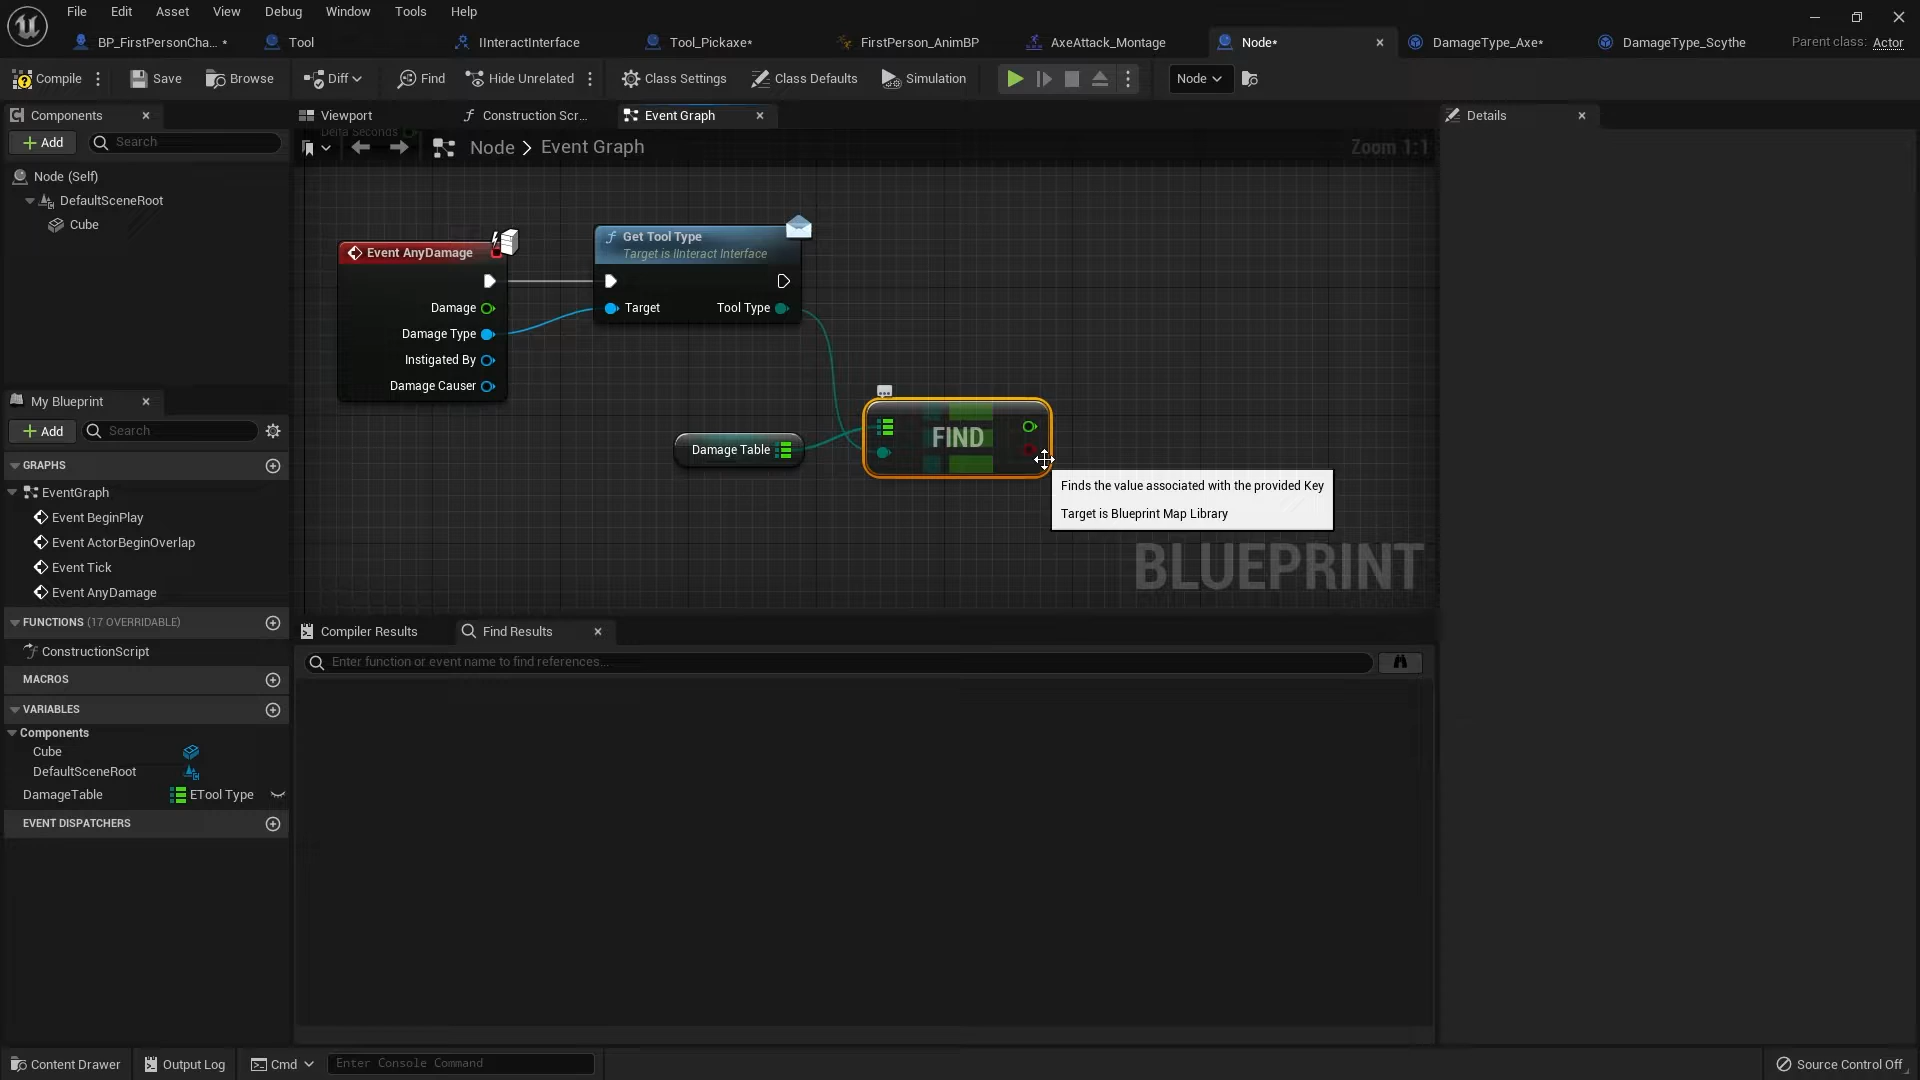 File
Edit
Asset
View
Debug
Window
Tools
Help
BP_FirstPersonCha... *
Tool
IInteractInterface
Tool_Pickaxe*
FirstPerson_AnimBP
AxeAttack_Montage
Node*
DamageType_Axe*
DamageType_Scythe
Parent class: Actor
Compile
Save
Browse
Diff
Find
Hide Unrelated
Class Settings
Class Defaults
Simulation
Node
Components
Add
Search
Node (Self)
DefaultSceneRoot
Cube
Viewport
Construction Scr...
Event Graph
Details
Delta Seconds
Node > Event Graph
Zoom 1:1
Event AnyDamage
Damage
Damage Type
Instigated By
Damage Causer
Get Tool Type
Target is IInteract Interface
Target
Tool Type
Damage Table
FIND
Finds the value associated with the provided Key
Target is Blueprint Map Library
BLUEPRINT
My Blueprint
Add
Search
GRAPHS
EventGraph
Event BeginPlay
Event ActorBeginOverlap
Event Tick
Event AnyDamage
FUNCTIONS (17 OVERRIDABLE)
ConstructionScript
MACROS
VARIABLES
Components
Cube
DefaultSceneRoot
DamageTable
ETool Type
EVENT DISPATCHERS
Compiler Results
Find Results
Enter function or event name to find references...
Content Drawer
Output Log
Cmd
Enter Console Command
Source Control Off